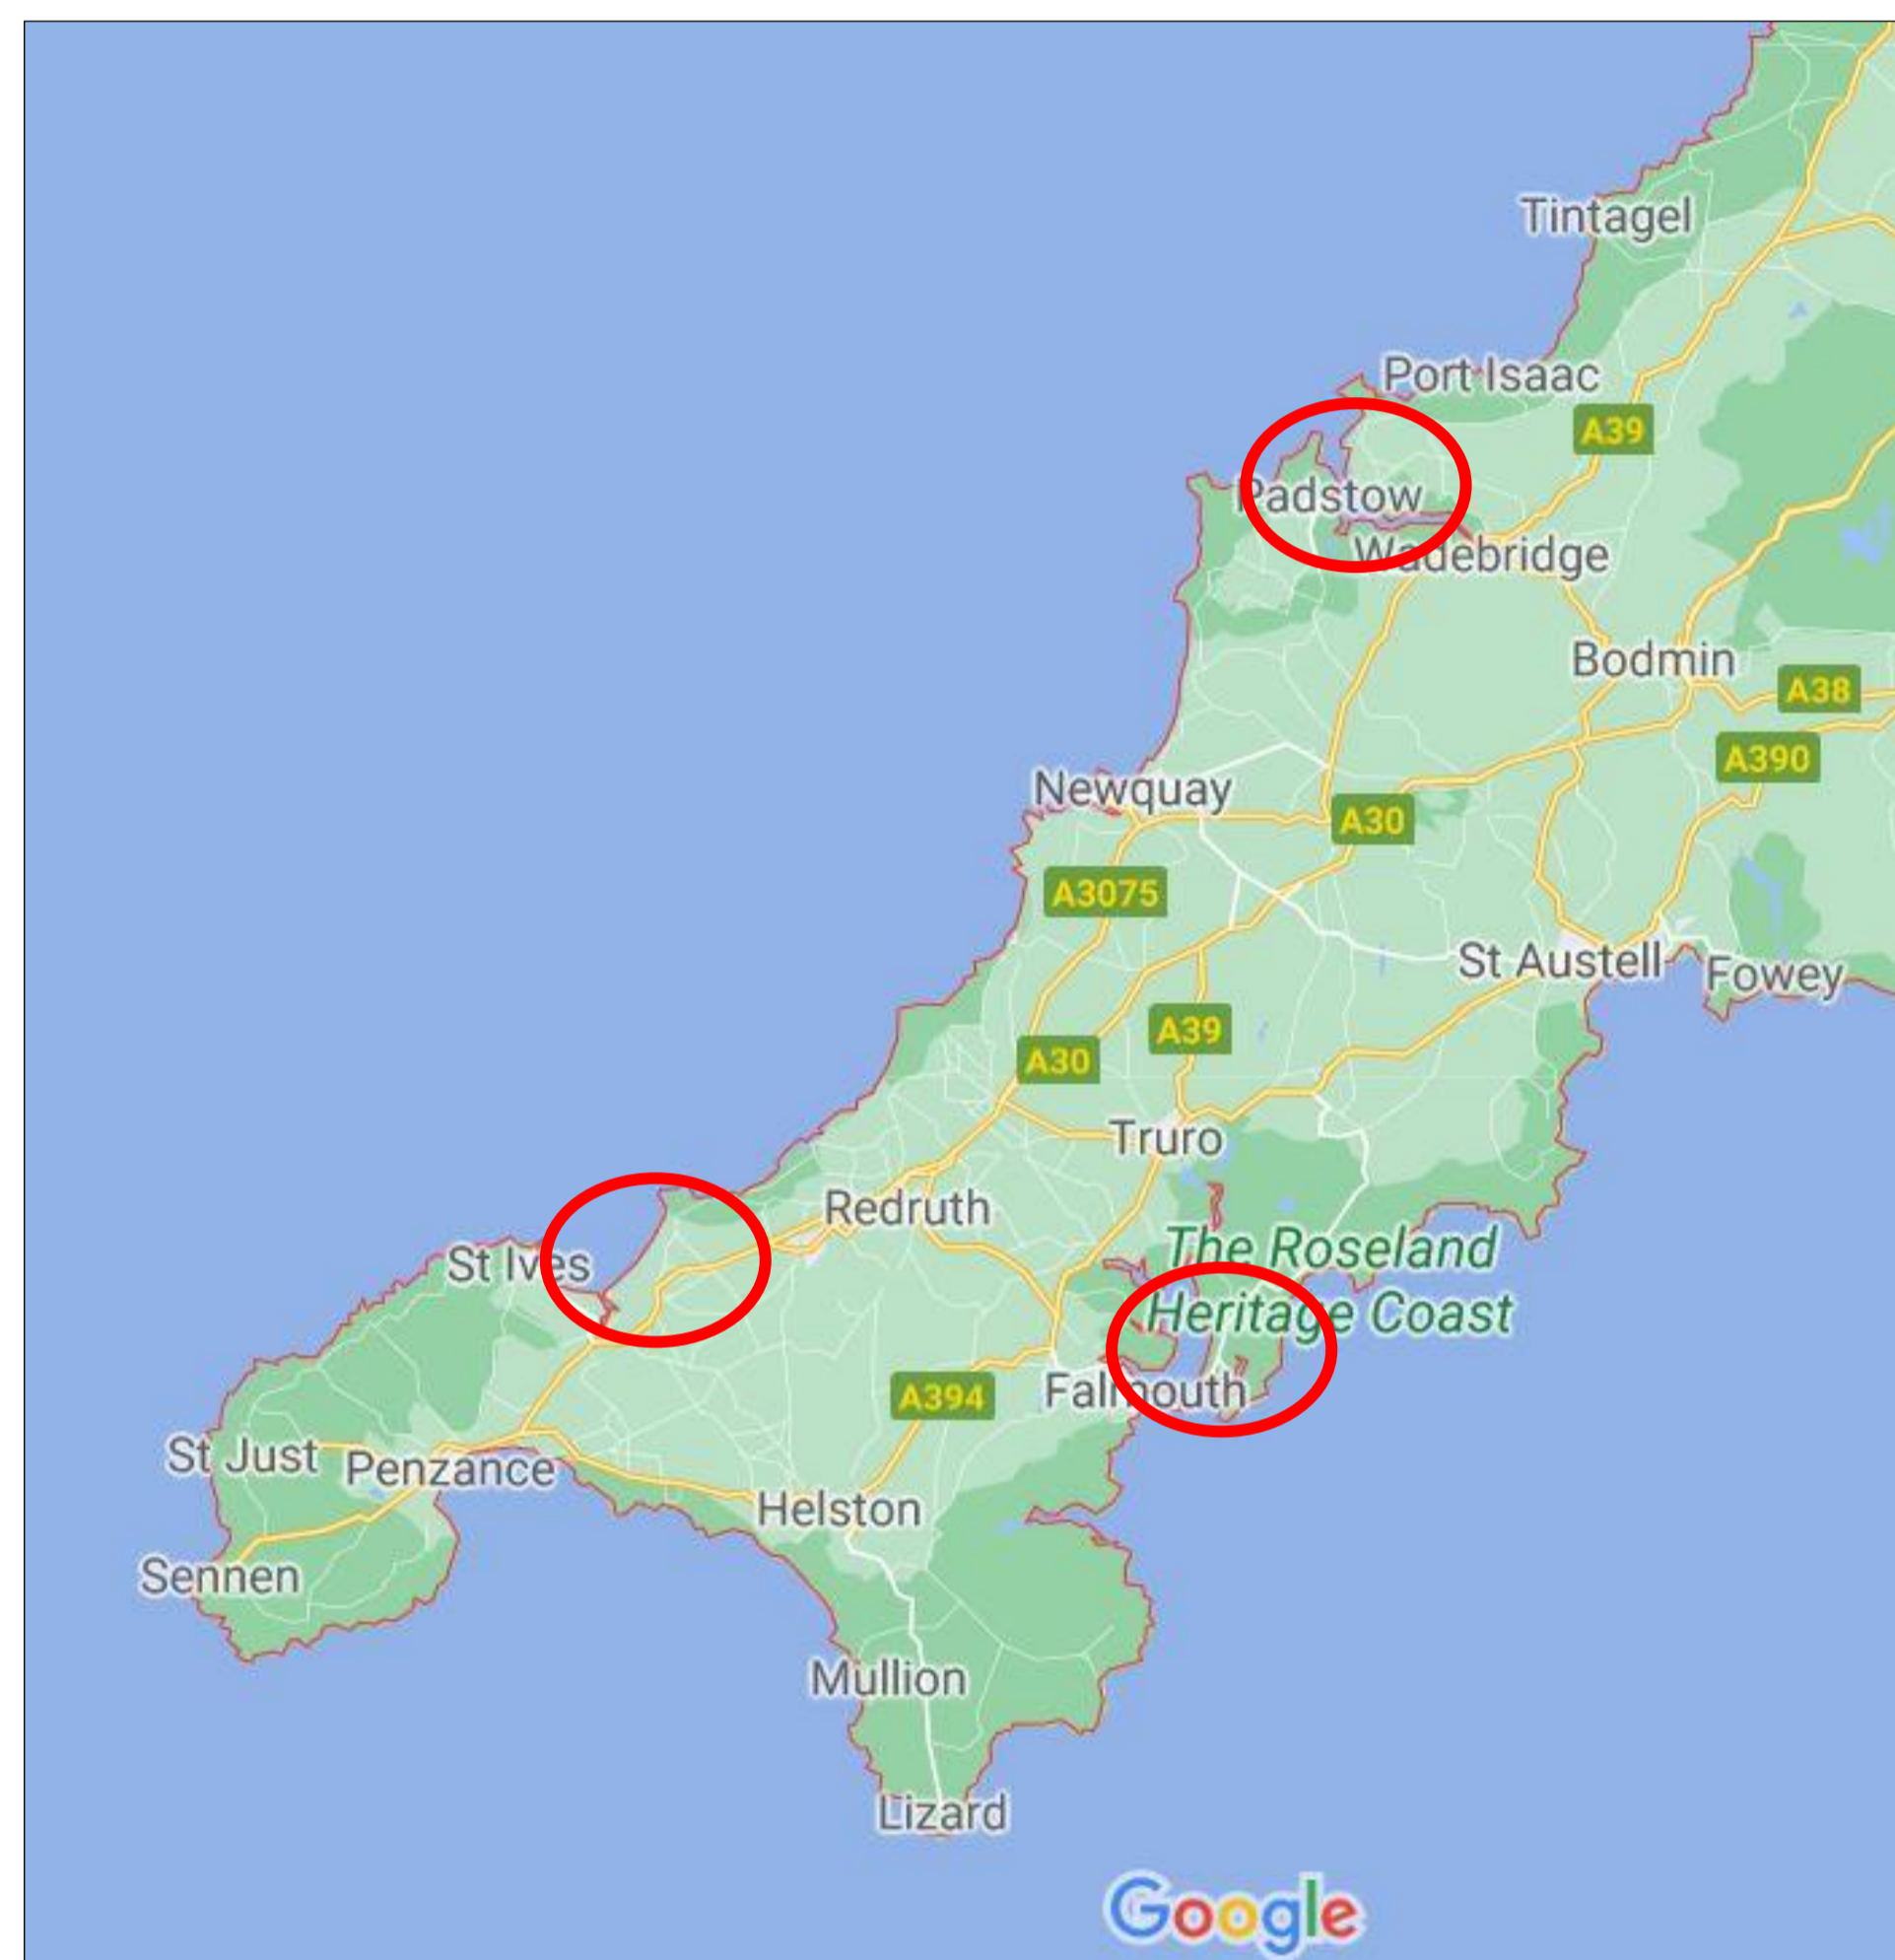 Tintagel
Port Isaac
A39
Padstow
Wadebridge
Bodmin
A38
A390
Newquay
A30
A3075
St Austell
Fowey
A39
A30
Truro
Redruth
The Roseland
Heritage Coast
St Ives
Falmouth
A394
St Just
Penzance
Helston
Sennen
Mullion
Lizard
Google